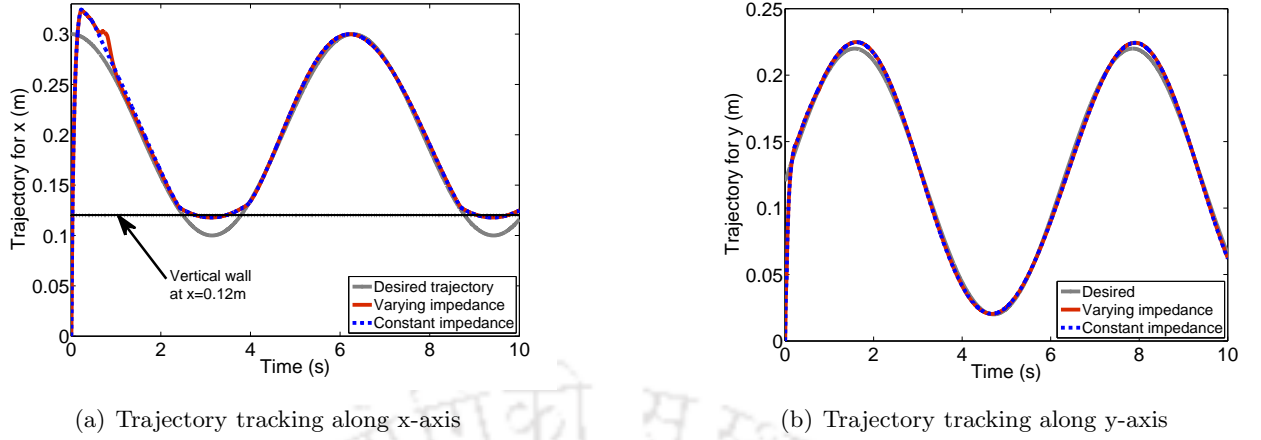 Trajectory for x (m)
0.3
0.25
0.2
0.15
0.1
0.05
0
Vertical wall
at x=0.12m
Desired trajectory
Varying impedance
Constant impedance
0 2 4 6 8 10
Time (s)
(a) Trajectory tracking along x-axis
Trajectory for y (m)
0.25
0.2
0.15
0.1
0.05
0
Desired
Varying impedance
Constant impedance
0 2 4 6 8 10
Time (s)
(b) Trajectory tracking along y-axis